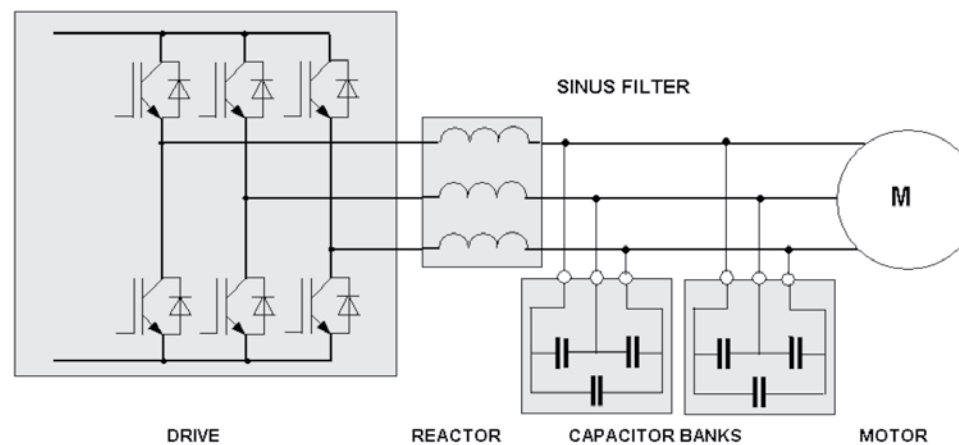 SINUS FILTER
M
DRIVE
REACTOR
CAPACITOR BANKS
MOTOR